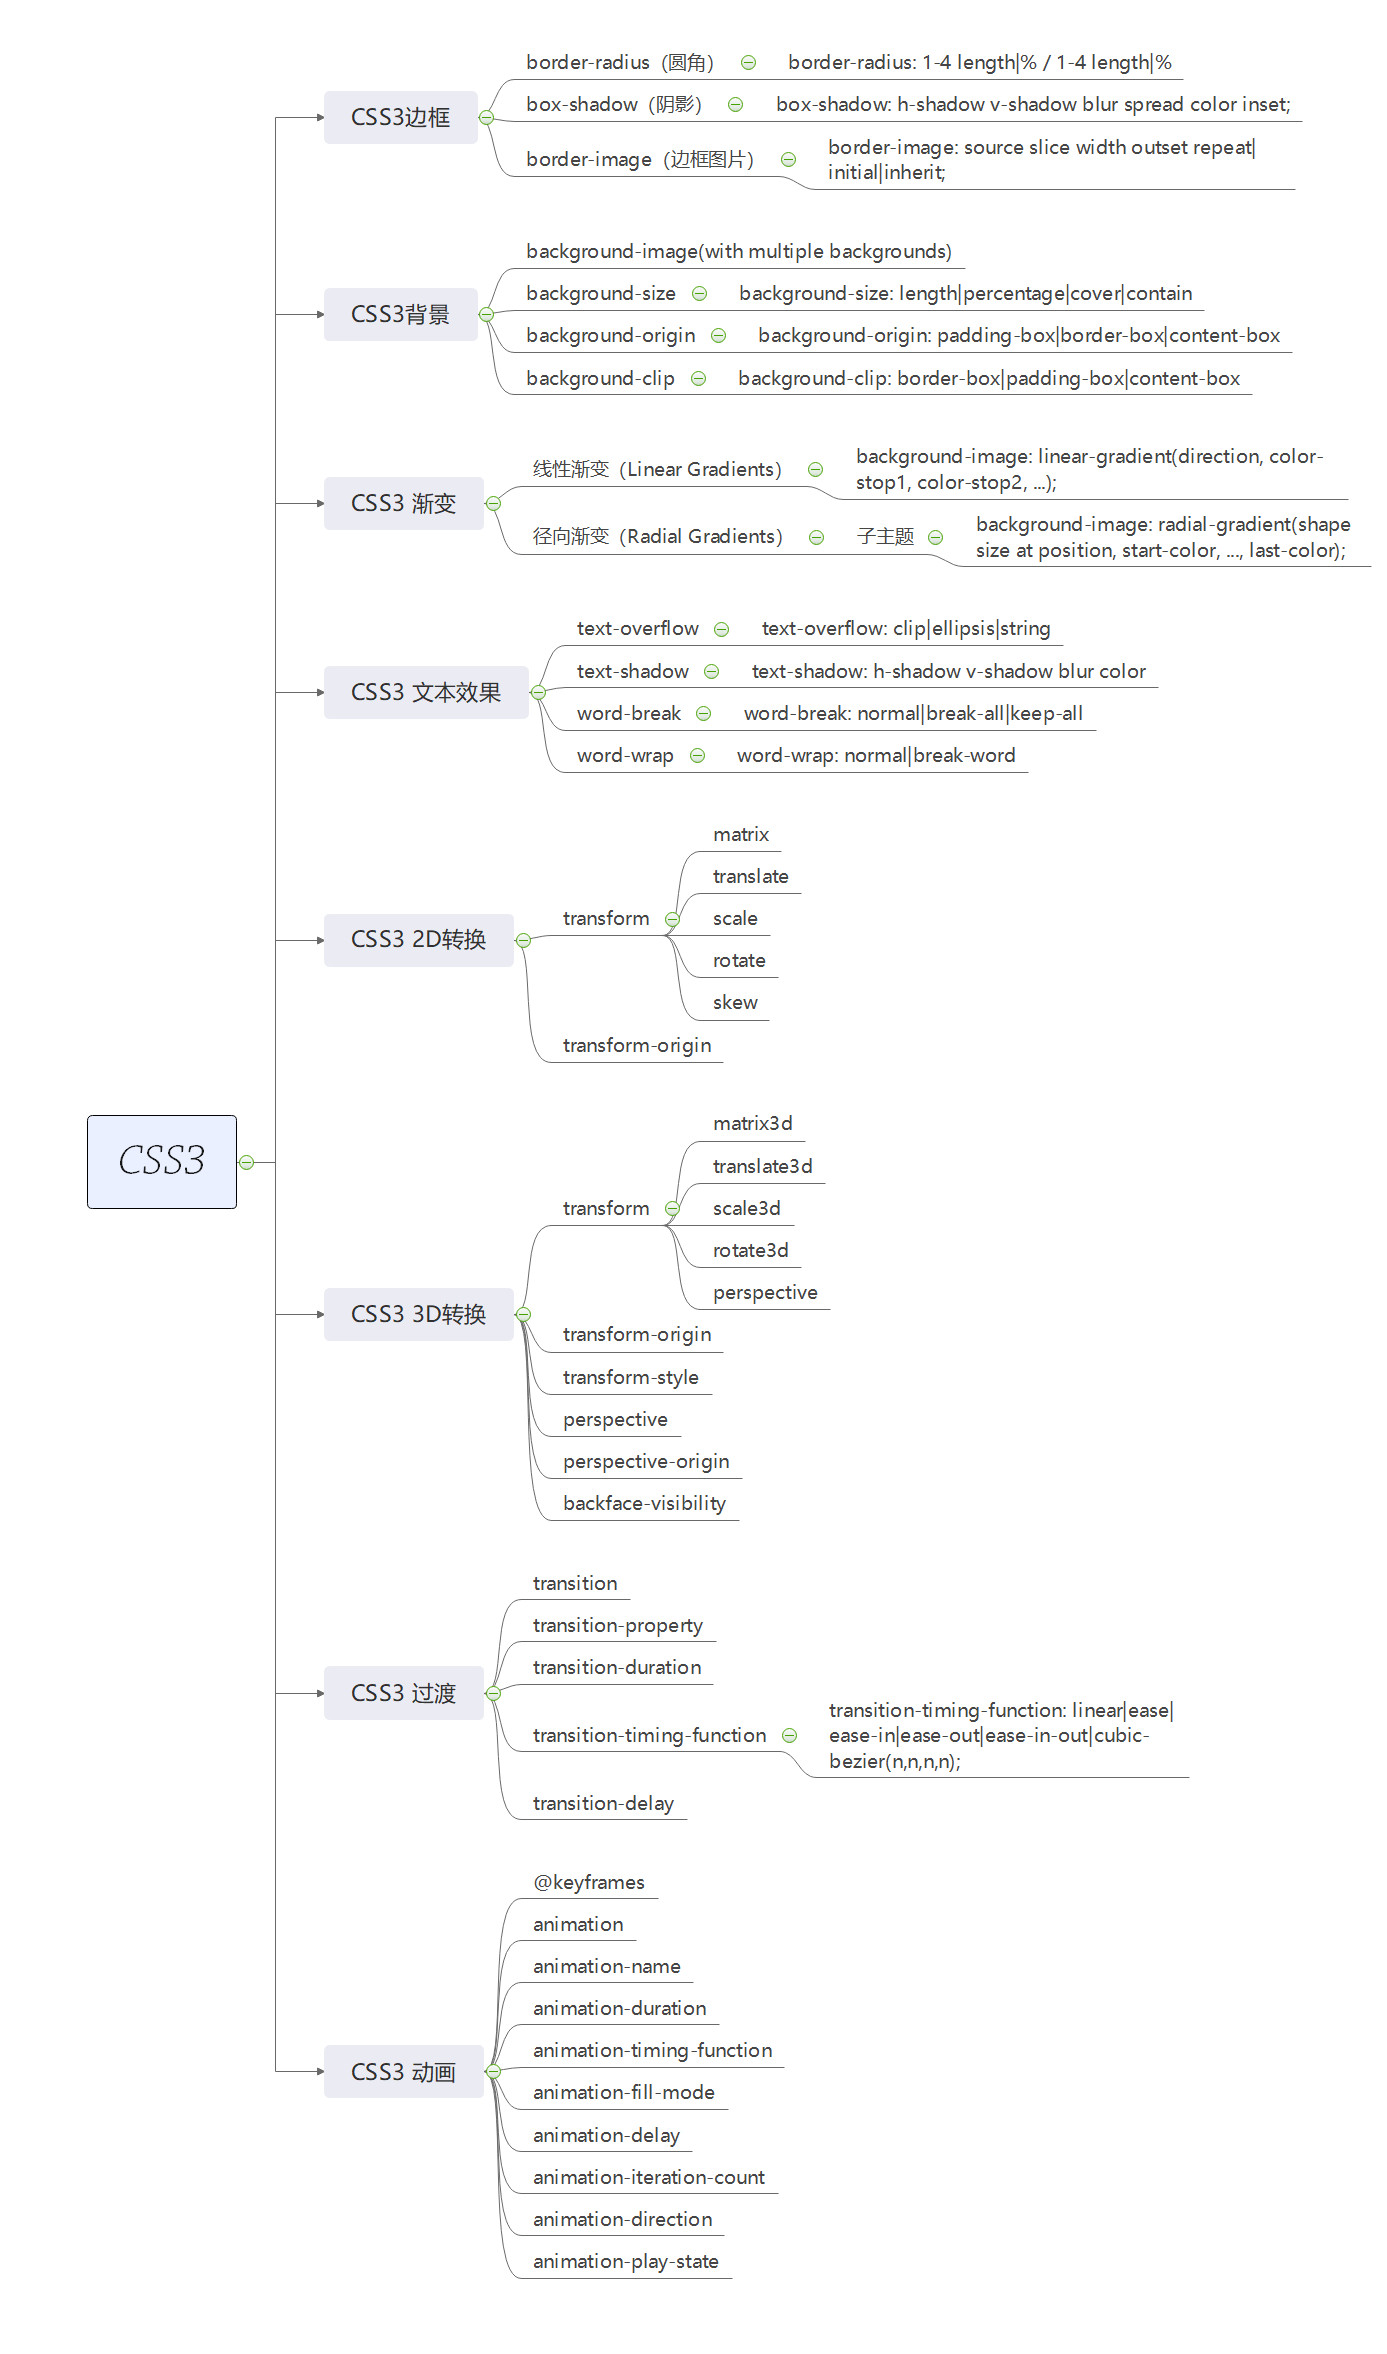 CSS3
CSS3边框
border-radius（圆角）
border-radius: 1-4 length|% / 1-4 length|%
box-shadow（阴影）
box-shadow: h-shadow v-shadow blur spread color inset;
border-image（边框图片）
border-image: source slice width outset repeat|
initial|inherit;
CSS3背景
background-image(with multiple backgrounds)
background-size
background-size: length|percentage|cover|contain
background-origin
background-origin: padding-box|border-box|content-box
background-clip
background-clip: border-box|padding-box|content-box
CSS3 渐变
线性渐变（Linear Gradients）
background-image: linear-gradient(direction, color-
stop1, color-stop2, ...);
径向渐变（Radial Gradients）
子主题
background-image: radial-gradient(shape
size at position, start-color, ..., last-color);
CSS3 文本效果
text-overflow
text-overflow: clip|ellipsis|string
text-shadow
text-shadow: h-shadow v-shadow blur color
word-break
word-break: normal|break-all|keep-all
word-wrap
word-wrap: normal|break-word
CSS3 2D转换
transform
matrix
translate
scale
rotate
skew
transform-origin
CSS3 3D转换
transform
matrix3d
translate3d
scale3d
rotate3d
perspective
transform-origin
transform-style
perspective
perspective-origin
backface-visibility
CSS3 过渡
transition
transition-property
transition-duration
transition-timing-function
transition-timing-function: linear|ease|
ease-in|ease-out|ease-in-out|cubic-
bezier(n,n,n,n);
transition-delay
CSS3 动画
@keyframes
animation
animation-name
animation-duration
animation-timing-function
animation-fill-mode
animation-delay
animation-iteration-count
animation-direction
animation-play-state